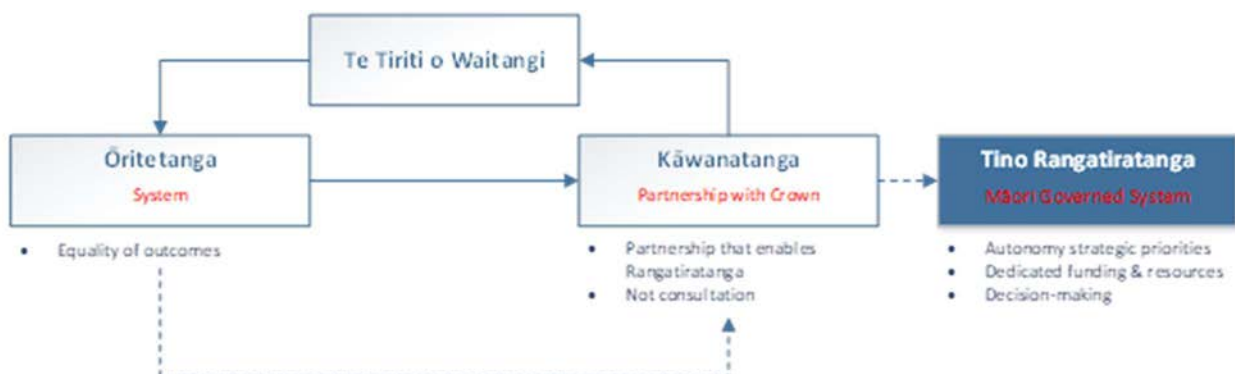 Te Tiriti o Waitangi
Ōritetanga
System
• Equality of outcomes
Kāwanatanga
Partnership with Crown
• Partnership that enables
Rangatiratanga
• Not consultation
Tino Rangatiratanga
Māori Governed System
• Autonomy strategic priorities
• Dedicated funding & resources
• Decision-making